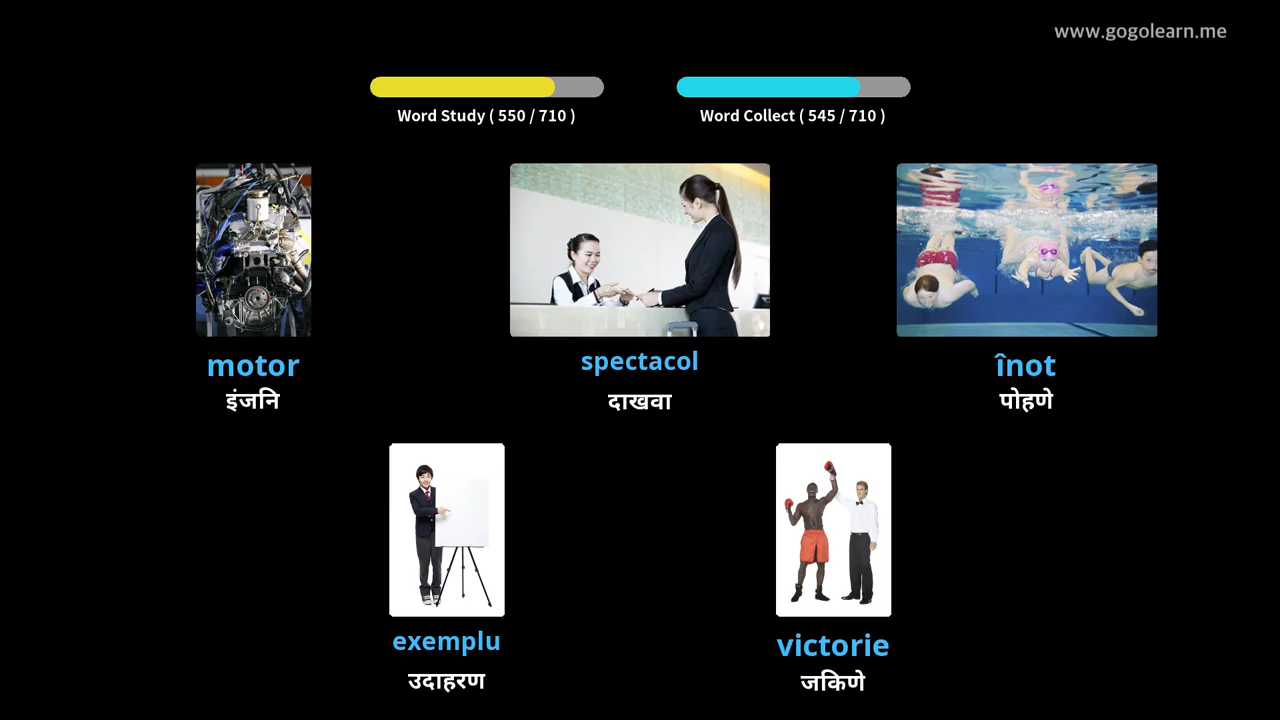 www.gogolearn.me
Word Study ( 550 / 710 )
Word Collect ( 545 / 710 )
motor
इंजनि
spectacol
दाखवा
înot
पोहणे
exemplu
उदाहरण
victorie
जकिणे